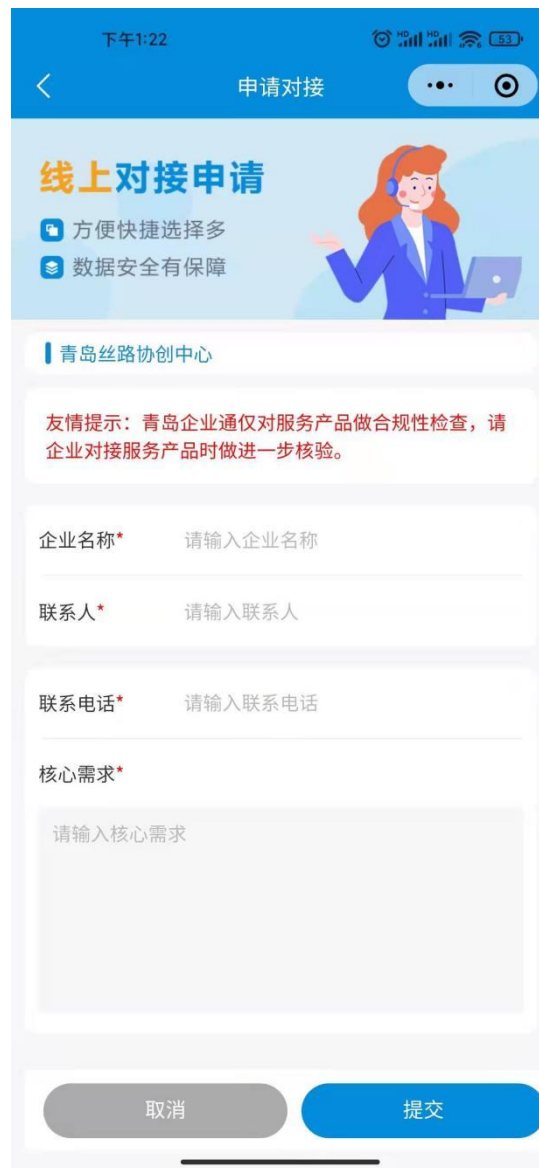 下午1:22
HD HD 53
申请对接
线上对接申请
方便快捷选择多
数据安全有保障
青岛丝路协创中心
友情提示：青岛企业通仅对服务产品做合规性检查，请
企业对接服务产品时做进一步核验。
企业名称* 请输入企业名称
联系人* 请输入联系人
联系电话* 请输入联系电话
核心需求*
请输入核心需求
取消 提交